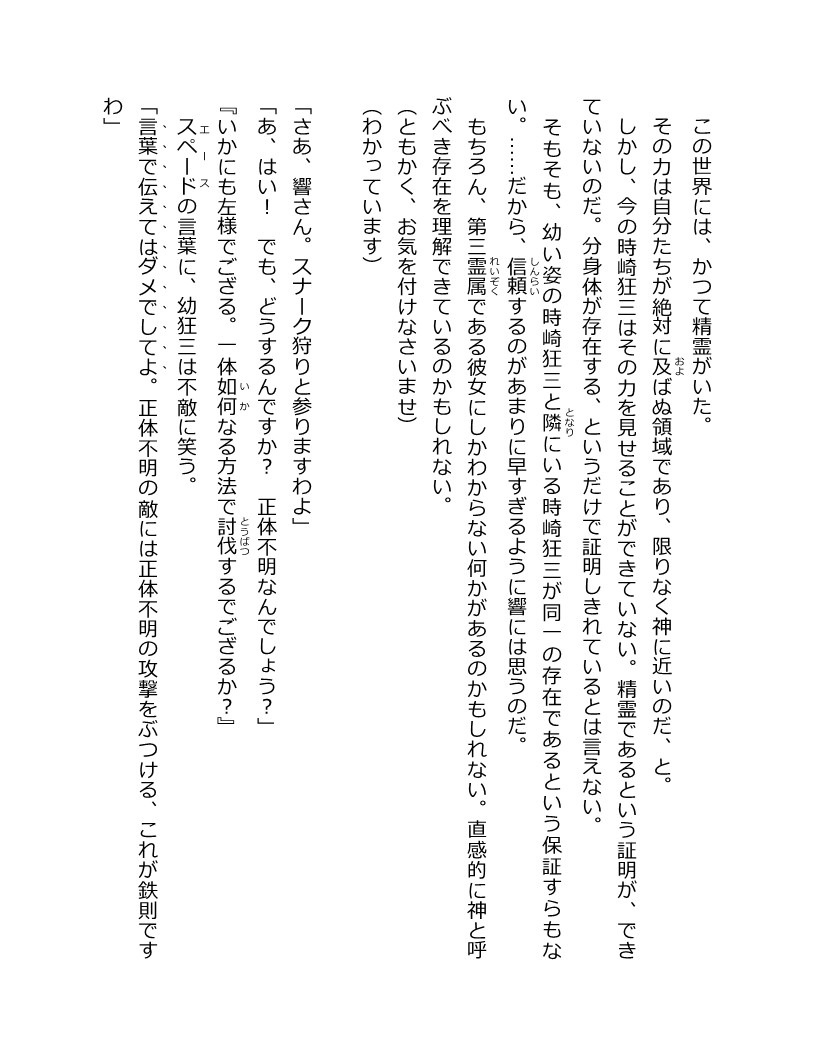 この世界には、かつて精霊がいた。
その力は自分たちが絶対に及ばぬ領域であり、限りなく神に近いのだ、と。
しかし、今の時崎狂三はその力を見せることができていない。精霊であるという証明が、でき
ていないのだ。分身体が存在する、というだけで証明しきれているとは言えない。
そもそも、幼い姿の時崎狂三と隣にいる時崎狂三が同一の存在であるという保証すらもな
い。……だから、信頼するのがあまりに早すぎるように響には思うのだ。
もちろん、第三霊属である彼女にしかわからない何かがあるのかもしれない。直感的に神と呼
ぶべき存在を理解できているのかもしれない。
(ともかく、お気を付けなさいませ)
(わかっています)
「さあ、響さん。スナーク狩りと参りますわよ」
「あ、はい！　でも、どうするんですか？　正体不明なんでしょう？」
『いかにも左様でござる。一体如何なる方法で討伐するでござるか？』
スペードの言葉に、幼狂三は不敵に笑う。
「言葉で伝えてはダメでしてよ。正体不明の敵には正体不明の攻撃をぶつける、これが鉄則です
わ」